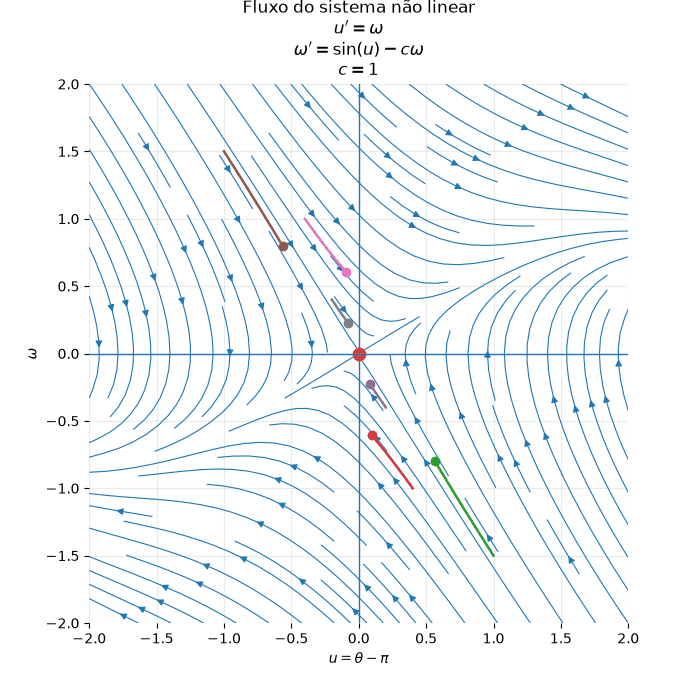 Fluxo do sistema não linear
u′ = ω
ω′ = sin(u) − cω
c = 1
2.0
1.5
1.0
0.5
0.0
−0.5
−1.0
−1.5
−2.0
ω
−2.0 −1.5 −1.0 −0.5 0.0 0.5 1.0 1.5 2.0
u = θ − π